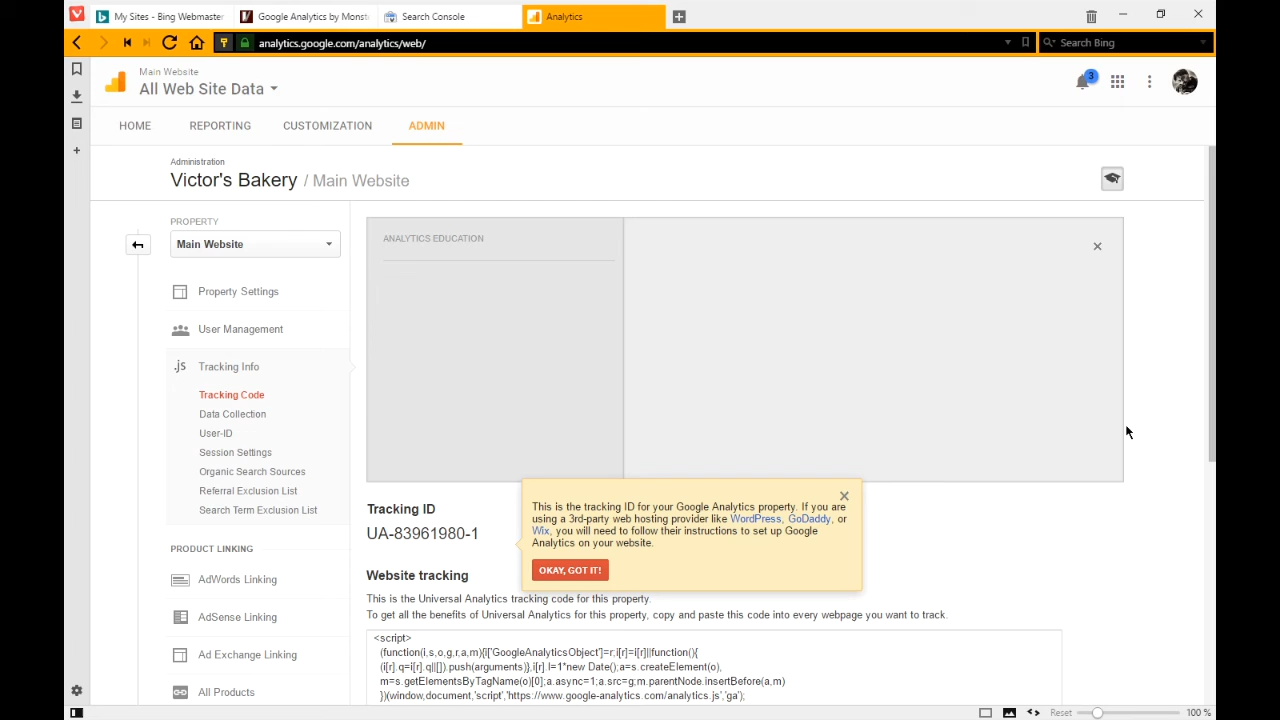 My Sites - Bing Webmaster
Google Analytics by Monst
Search Console
Analytics
analytics.google.com/analytics/web/
Search Bing
Main Website
All Web Site Data
3
HOME
REPORTING
CUSTOMIZATION
ADMIN
Administration
Victor's Bakery / Main Website
PROPERTY
Main Website
Property Settings
User Management
.js Tracking Info
Tracking Code
Data Collection
User-ID
Session Settings
Organic Search Sources
Referral Exclusion List
Search Term Exclusion List
PRODUCT LINKING
AdWords Linking
AdSense Linking
Ad Exchange Linking
All Products
ANALYTICS EDUCATION
Tracking ID
UA-83961980-1
This is the tracking ID for your Google Analytics property. If you are
using a 3rd-party web hosting provider like WordPress, GoDaddy, or
Wix, you will need to follow their instructions to set up Google
Analytics on your website.
OKAY, GOT IT!
Website tracking
This is the Universal Analytics tracking code for this property.
To get all the benefits of Universal Analytics for this property, copy and paste this code into every webpage you want to track.
<script>
(function(i,s,o,g,r,a,m){i['GoogleAnalyticsObject']=r;i[r]=i[r]||function(){
(i[r].q=i[r].q||[]).push(arguments)},i[r].l=1*new Date();a=s.createElement(o),
m=s.getElementsByTagName(o)[0];a.async=1;a.src=g;m.parentNode.insertBefore(a,m)
})(window,document,'script','https://www.google-analytics.com/analytics.js','ga');
Reset
100 %